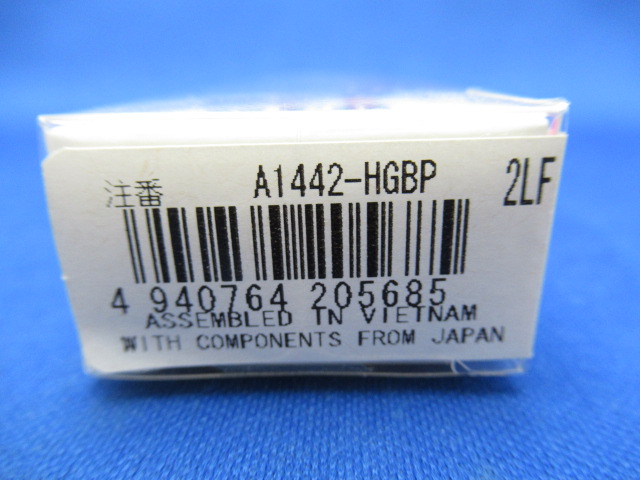 注番 A1442-HGBP 2LF
4 940764 205685
ASSEMBLED IN VIETNAM
WITH COMPONENTS FROM JAPAN